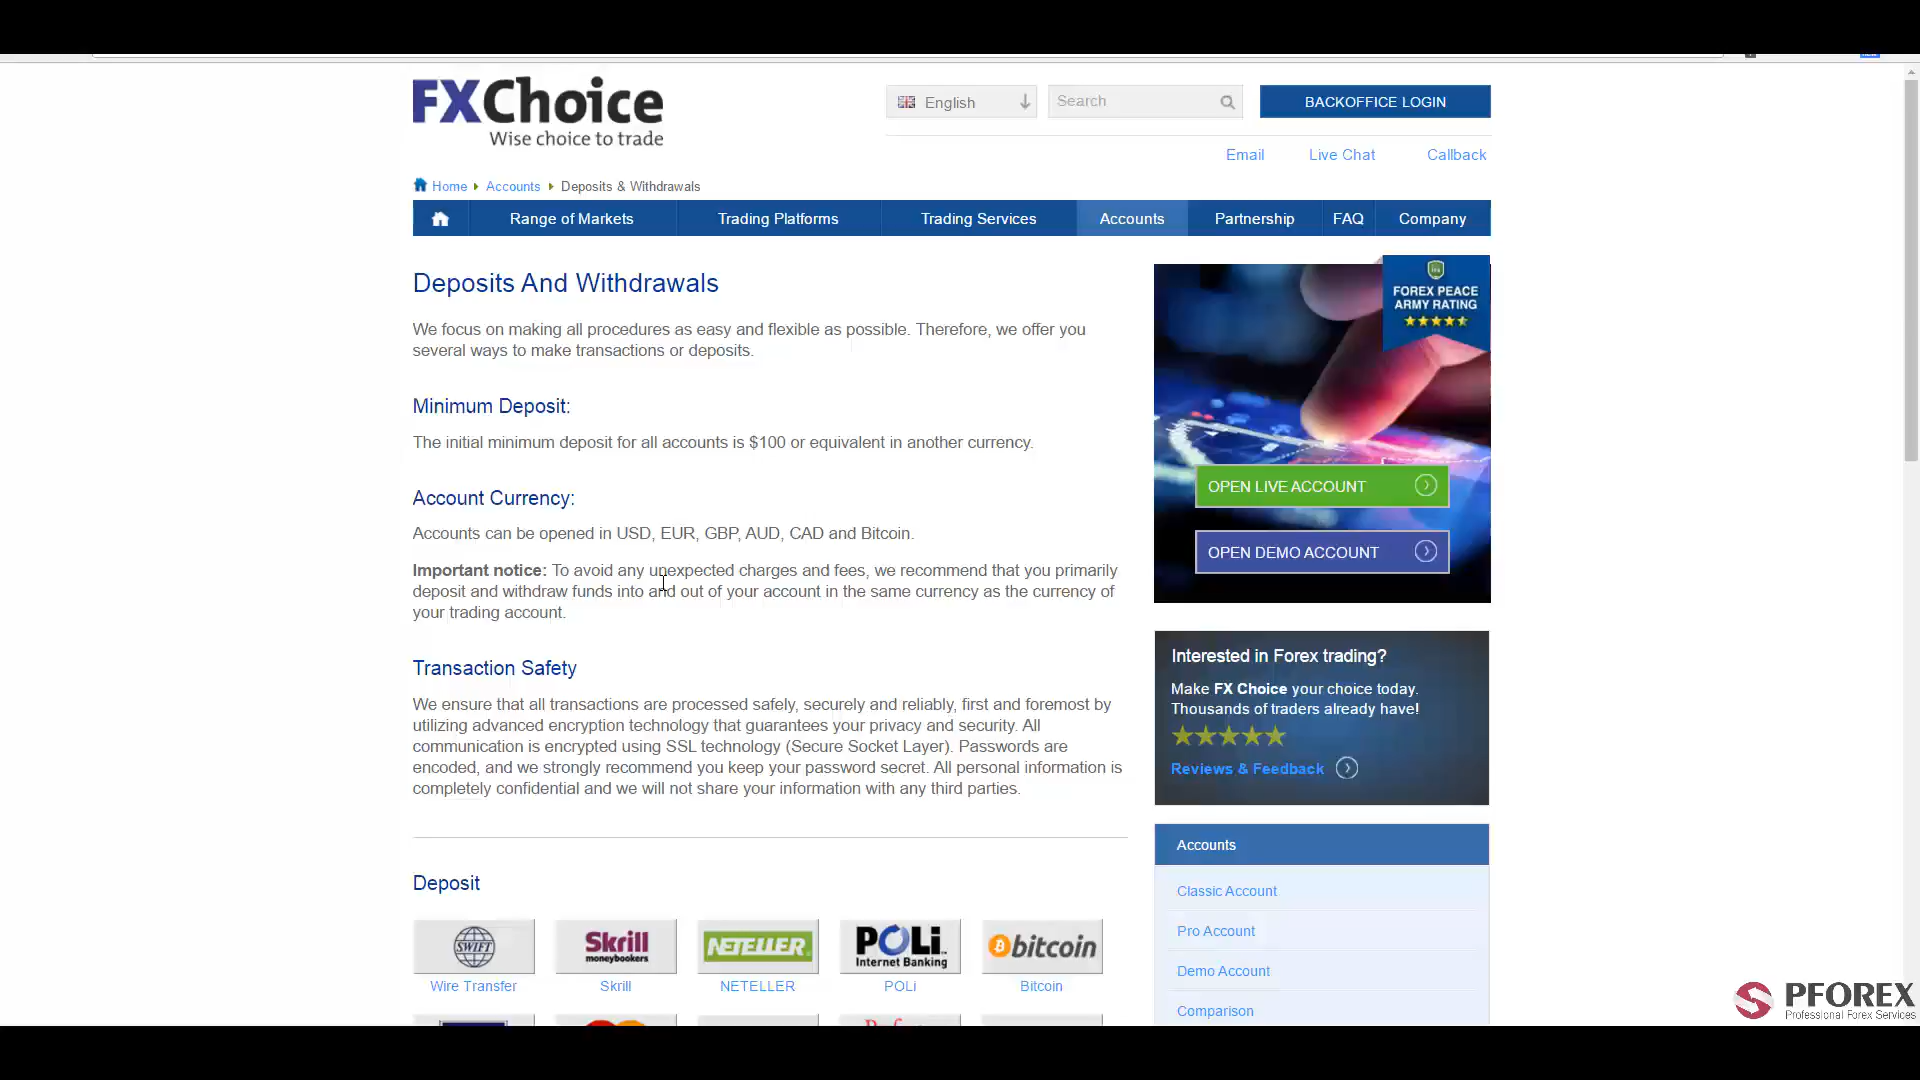 FXChoice
Wise choice to trade
English
Search
BACKOFFICE LOGIN
Email Live Chat Callback
Home Accounts Deposits & Withdrawals
Range of Markets Trading Platforms Trading Services Accounts Partnership FAQ Company
Deposits And Withdrawals
We focus on making all procedures as easy and flexible as possible. Therefore, we offer you
several ways to make transactions or deposits.
Minimum Deposit:
The initial minimum deposit for all accounts is $100 or equivalent in another currency.
Account Currency:
Accounts can be opened in USD, EUR, GBP, AUD, CAD and Bitcoin.
Important notice: To avoid any unexpected charges and fees, we recommend that you primarily
deposit and withdraw funds into and out of your account in the same currency as the currency of
your trading account.
Transaction Safety
We ensure that all transactions are processed safely, securely and reliably, first and foremost by
utilizing advanced encryption technology that guarantees your privacy and security. All
communication is encrypted using SSL technology (Secure Socket Layer). Passwords are
encoded, and we strongly recommend you keep your password secret. All personal information is
completely confidential and we will not share your information with any third parties.
Deposit
SWIFT
Skrill
moneybookers
NETELLER
POLi
Internet Banking
bitcoin
Wire Transfer Skrill NETELLER POLi Bitcoin
FOREX PEACE
ARMY RATING
OPEN LIVE ACCOUNT
OPEN DEMO ACCOUNT
Interested in Forex trading?
Make FX Choice your choice today.
Thousands of traders already have!
Reviews & Feedback
Accounts
Classic Account
Pro Account
Demo Account
Comparison
PFOREX
Professional Forex Services